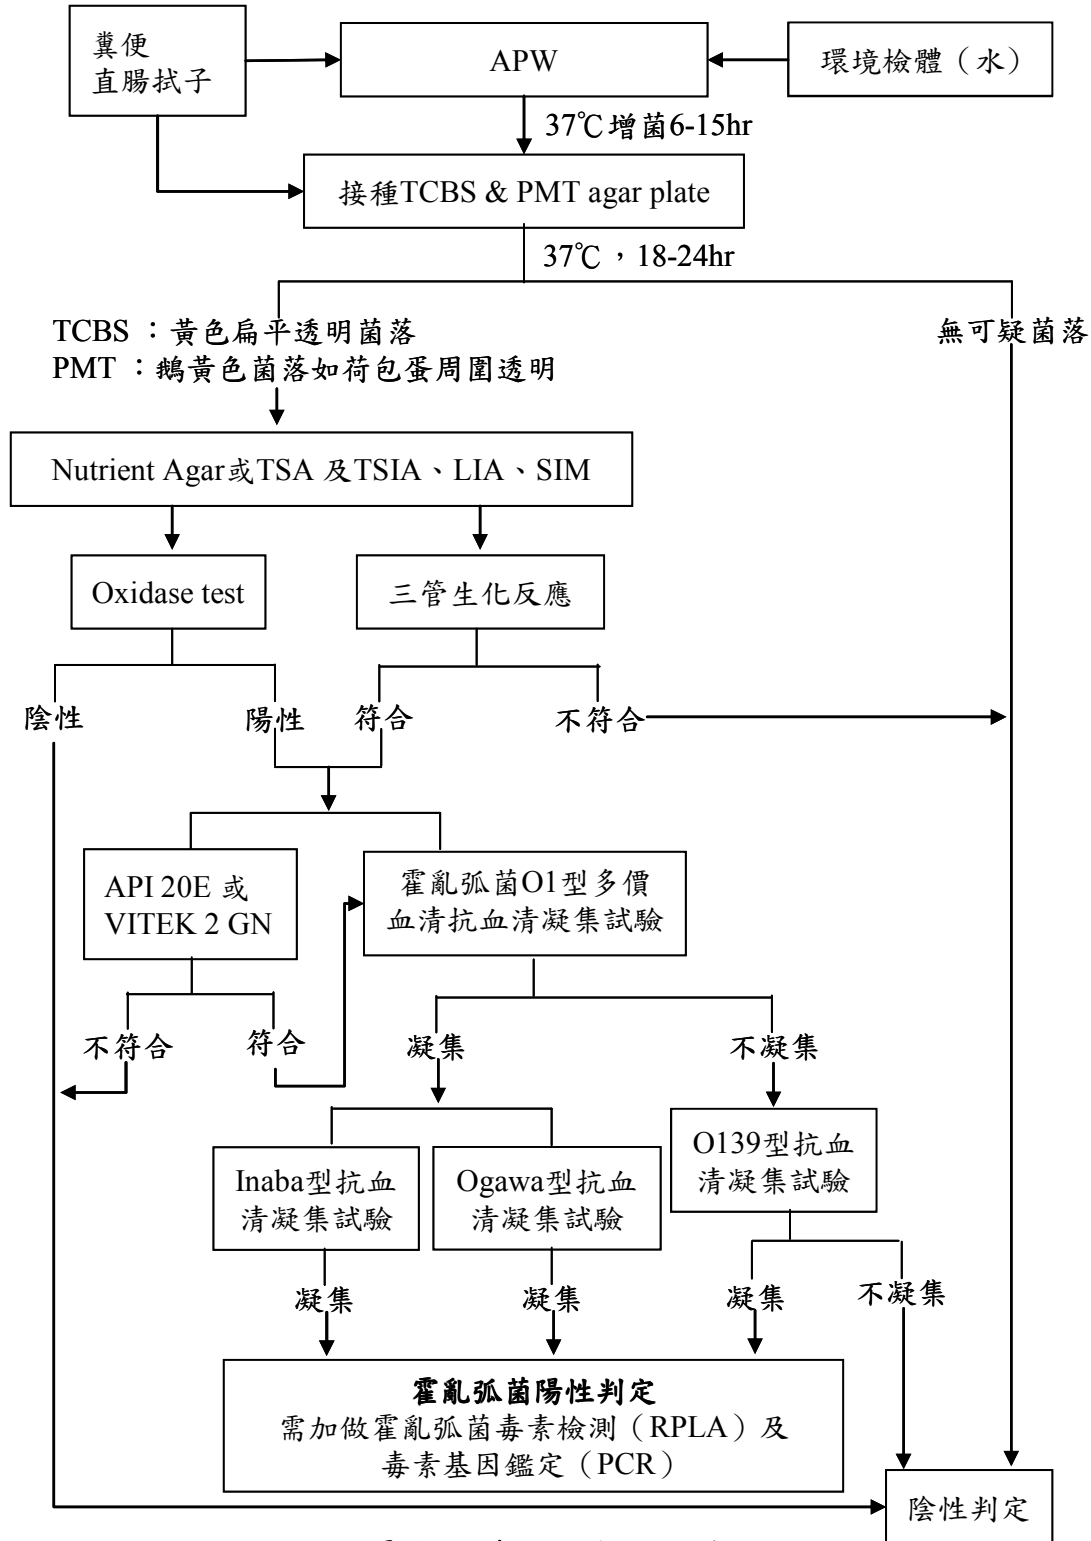 糞便
直腸拭子
APW
環境檢體（水）
37℃增菌6-15hr
接種TCBS & PMT agar plate
37℃，18-24hr
TCBS ：黃色扁平透明菌落
PMT ：鵝黃色菌落如荷包蛋周圍透明
無可疑菌落
Nutrient Agar或TSA 及TSIA、LIA、SIM
Oxidase test
三管生化反應
陰性
陽性
符合
不符合
API 20E 或
VITEK 2 GN
霍亂弧菌O1型多價
血清抗血清凝集試驗
不符合
符合
凝集
不凝集
Inaba型抗血
清凝集試驗
Ogawa型抗血
清凝集試驗
O139型抗血
清凝集試驗
凝集
凝集
凝集
不凝集
霍亂弧菌陽性判定
需加做霍亂弧菌毒素檢測（RPLA）及
毒素基因鑑定（PCR）
陰性判定